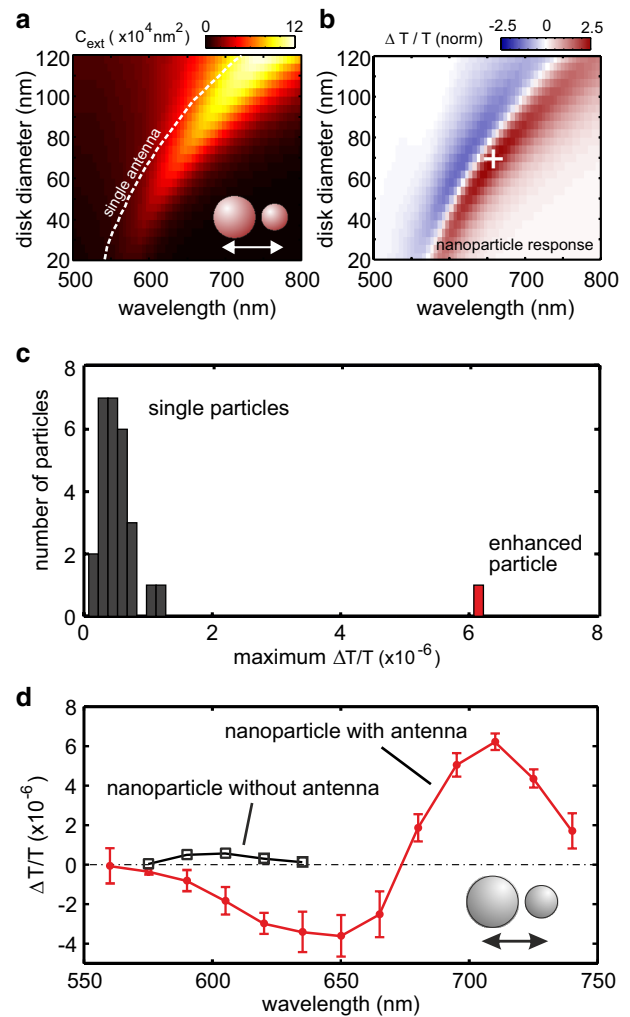 a
C_ext ( x10^4 nm^2)
0 12
disk diameter (nm)
120
100
80
60
40
20
single antenna
500 600 700 800
wavelength (nm)
b
Δ T / T (norm)
-2.5 0 2.5
disk diameter (nm)
120
100
80
60
40
20
nanoparticle response
500 600 700 800
wavelength (nm)
c
number of particles
8
6
4
2
0
single particles
enhanced
particle
0 2 4 6 8
maximum ΔT/T (x10^-6)
d
ΔT/T (x10^-6)
8
6
4
2
0
-2
-4
nanoparticle with antenna
nanoparticle without antenna
550 600 650 700 750
wavelength (nm)